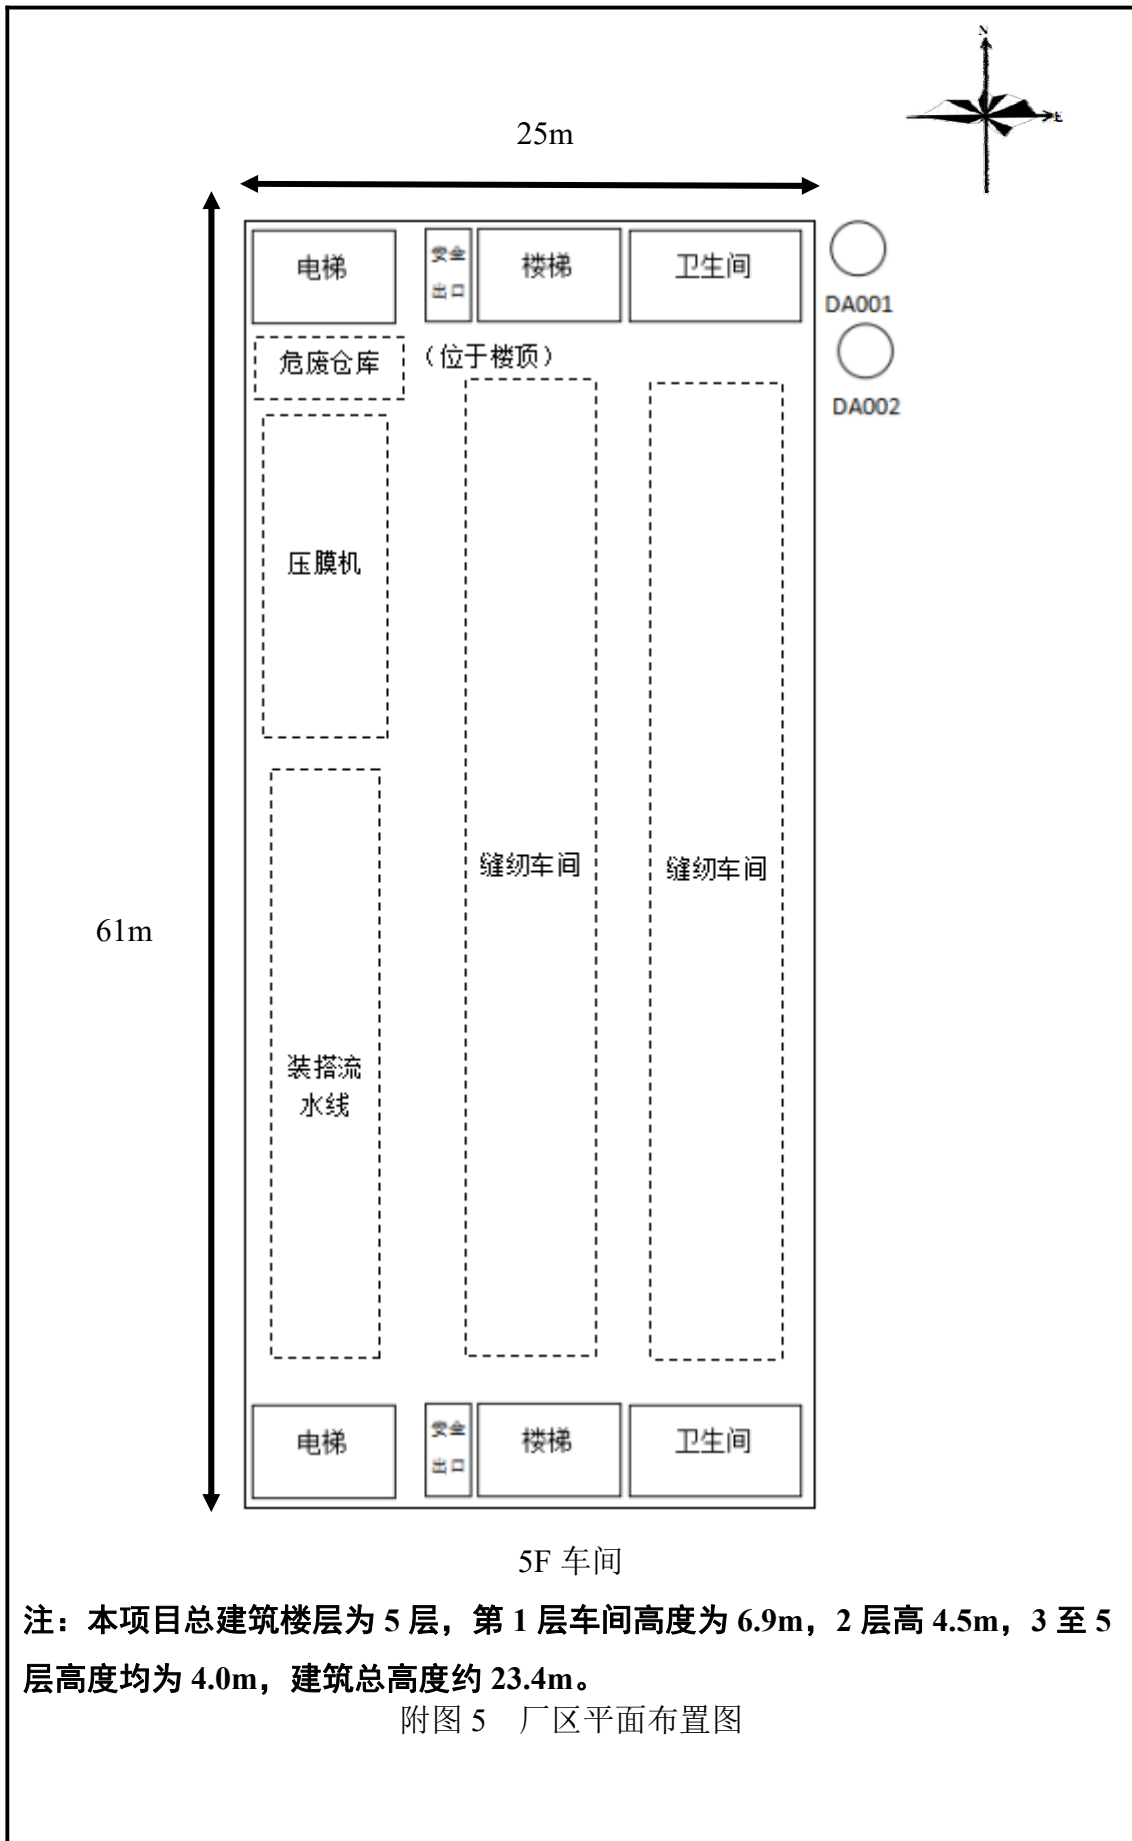 N
E
25m
61m
电梯
安全
出口
楼梯
卫生间
DA001
DA002
危废仓库
（位于楼顶）
压膜机
缝纫车间
缝纫车间
装搭流
水线
电梯
安全
出口
楼梯
卫生间
5F 车间
注：本项目总建筑楼层为 5 层，第 1 层车间高度为 6.9m，2 层高 4.5m，3 至 5
层高度均为 4.0m，建筑总高度约 23.4m。
附图 5 厂区平面布置图